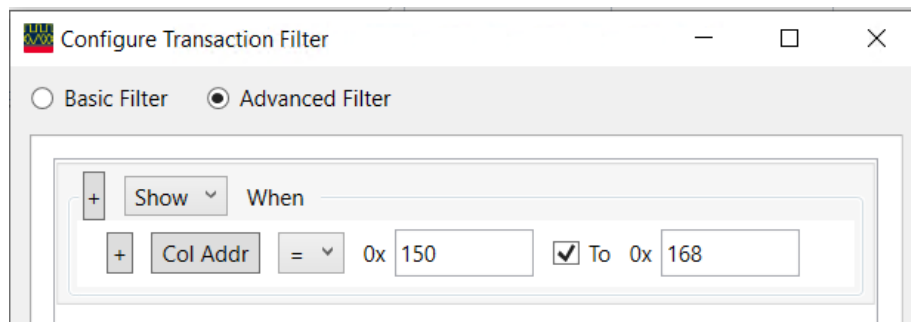 Configure Transaction Filter
Basic Filter Advanced Filter
+ Show When
+ Col Addr = 0x 150 To 0x 168